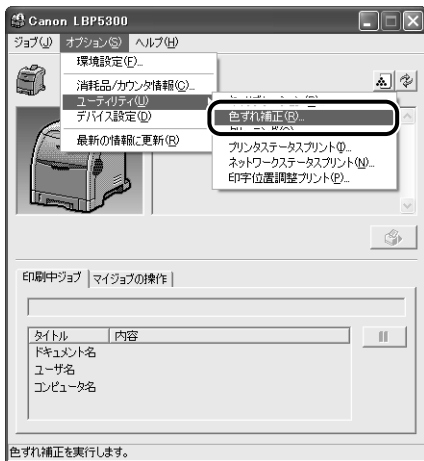 Canon LBP5300
ジョブ(J) オプション(S) ヘルプ(H)
環境設定(F)...
消耗品/カウンタ情報(C)...
ユーティリティ(U)
デバイス設定(D)
最新の情報に更新(R)
色ずれ補正(R)...
プリンタステータスプリント(I)...
ネットワークステータスプリント(N)...
印字位置調整プリント(P)...
印刷中ジョブ マイジョブの操作
タイトル 内容
ドキュメント名
ユーザ名
コンピュータ名
色ずれ補正を実行します。